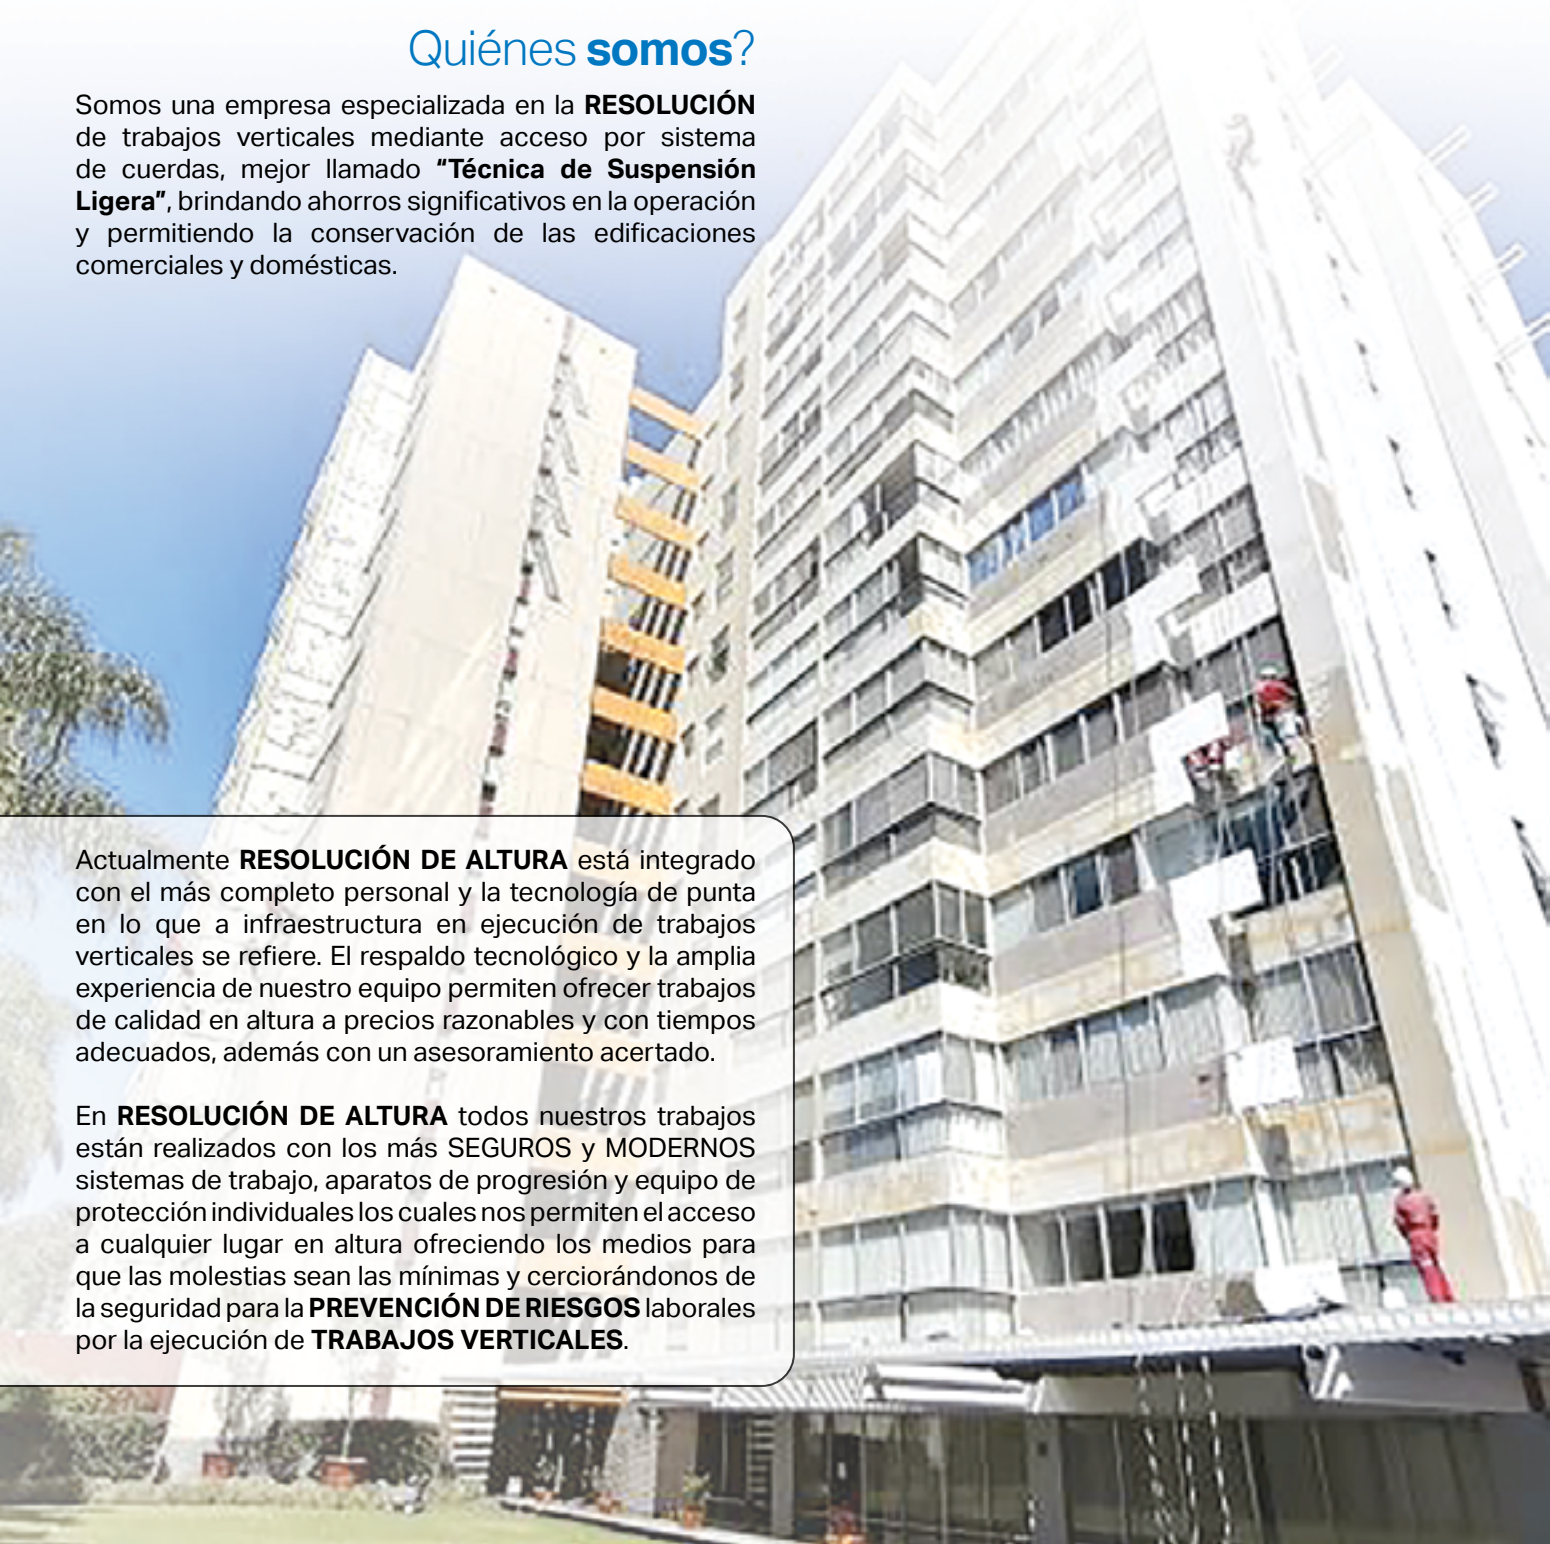 Quiénes somos?
Somos una empresa especializada en la RESOLUCIÓN
de trabajos verticales mediante acceso por sistema
de cuerdas, mejor llamado “Técnica de Suspensión
Ligera”, brindando ahorros significativos en la operación
y permitiendo la conservación de las edificaciones
comerciales y domésticas.
Actualmente RESOLUCIÓN DE ALTURA está integrado
con el más completo personal y la tecnología de punta
en lo que a infraestructura en ejecución de trabajos
verticales se refiere. El respaldo tecnológico y la amplia
experiencia de nuestro equipo permiten ofrecer trabajos
de calidad en altura a precios razonables y con tiempos
adecuados, además con un asesoramiento acertado.
En RESOLUCIÓN DE ALTURA todos nuestros trabajos
están realizados con los más SEGUROS y MODERNOS
sistemas de trabajo, aparatos de progresión y equipo de
protección individuales los cuales nos permiten el acceso
a cualquier lugar en altura ofreciendo los medios para
que las molestias sean las mínimas y cerciorándonos de
la seguridad para la PREVENCIÓN DE RIESGOS laborales
por la ejecución de TRABAJOS VERTICALES.